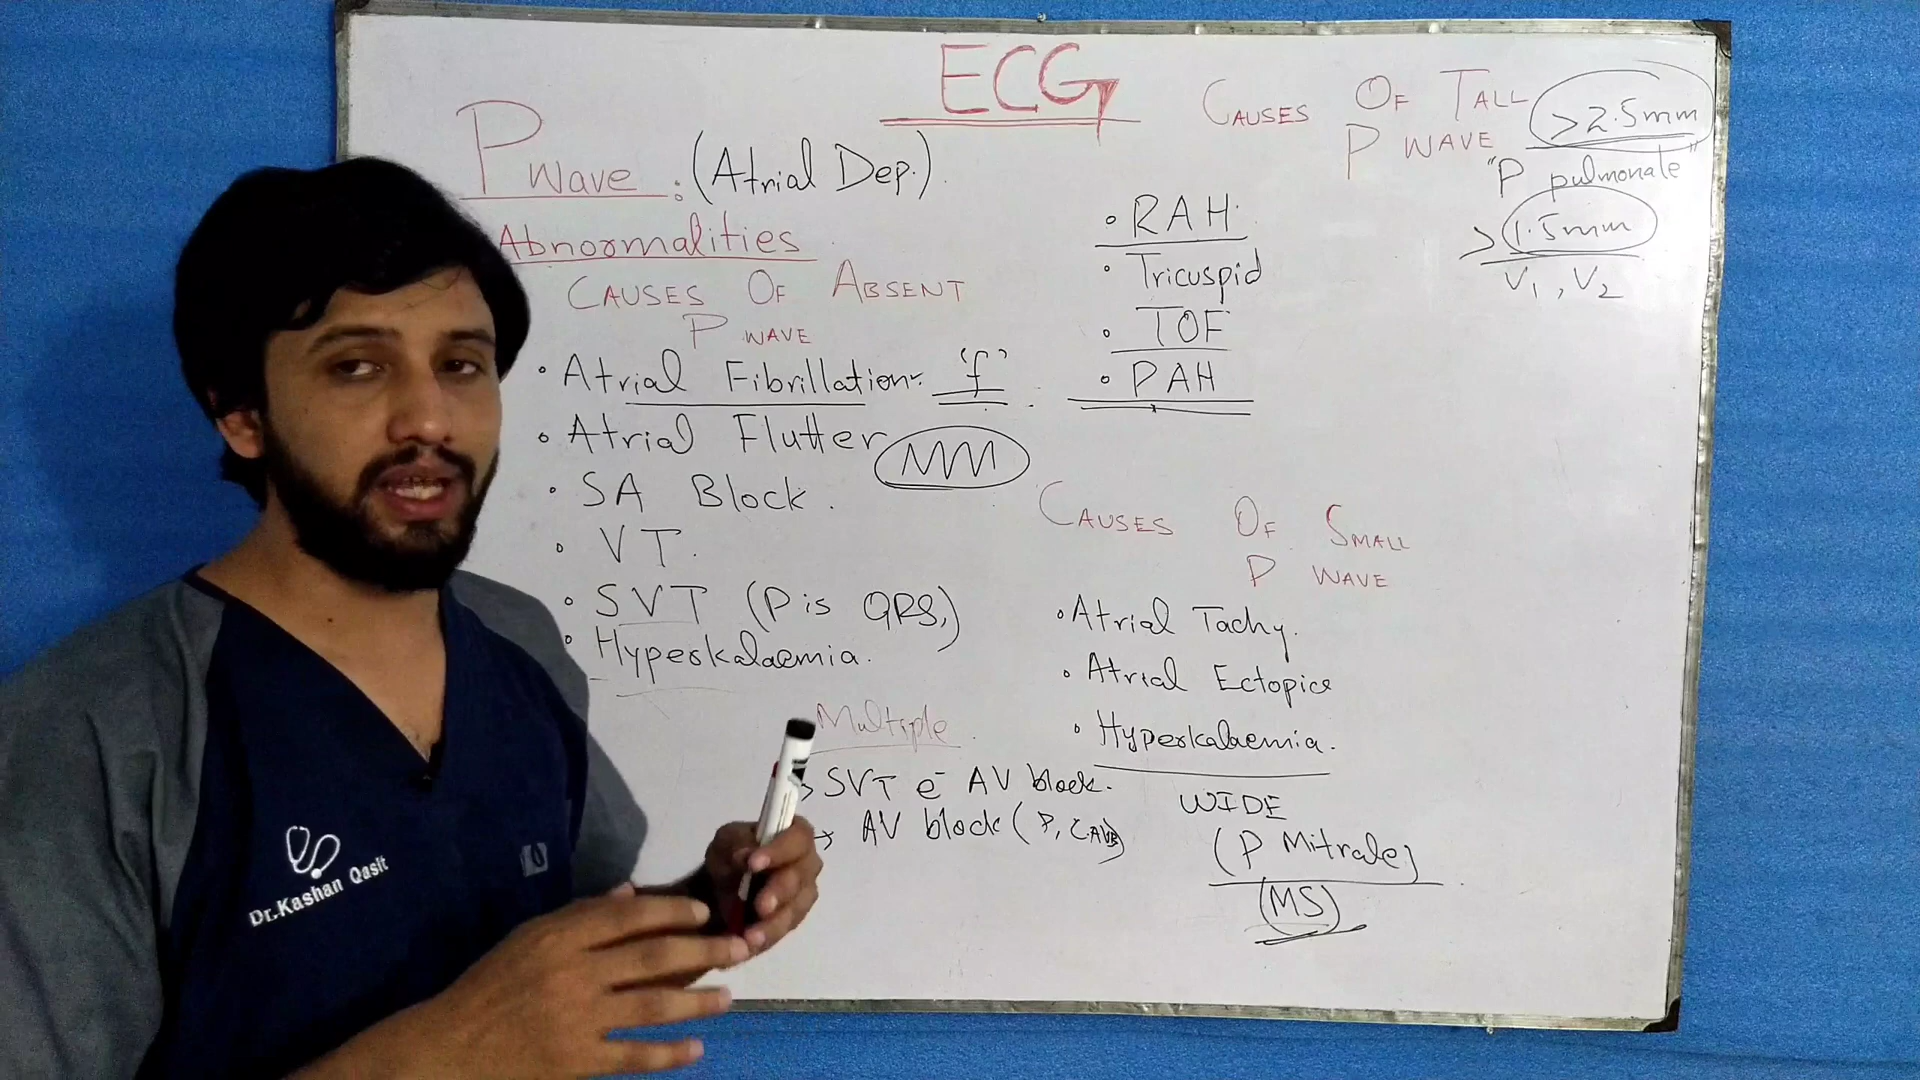 ECG
P wave : (Atrial Dep.)
Abnormalities
CAUSES OF ABSENT
P WAVE
• Atrial Fibrillation 'f'
• Atrial Flutter
• SA Block.
• VT.
• SVT (P is QRS,)
• Hyperkalaemia.
Multiple
→ SVT c̄ AV block.
→ AV block (
CAUSES OF TALL
P WAVE >2.5mm
"P pulmonale"
>1.5mm
V1, V2
• RAH
• Tricuspid
• TOF
• PAH
CAUSES OF SMALL
P WAVE
• Atrial Tachy.
• Atrial Ectopics
• Hyperkalaemia.
WIDE
(P Mitrale)
(MS)
Dr.Kashan Qasit